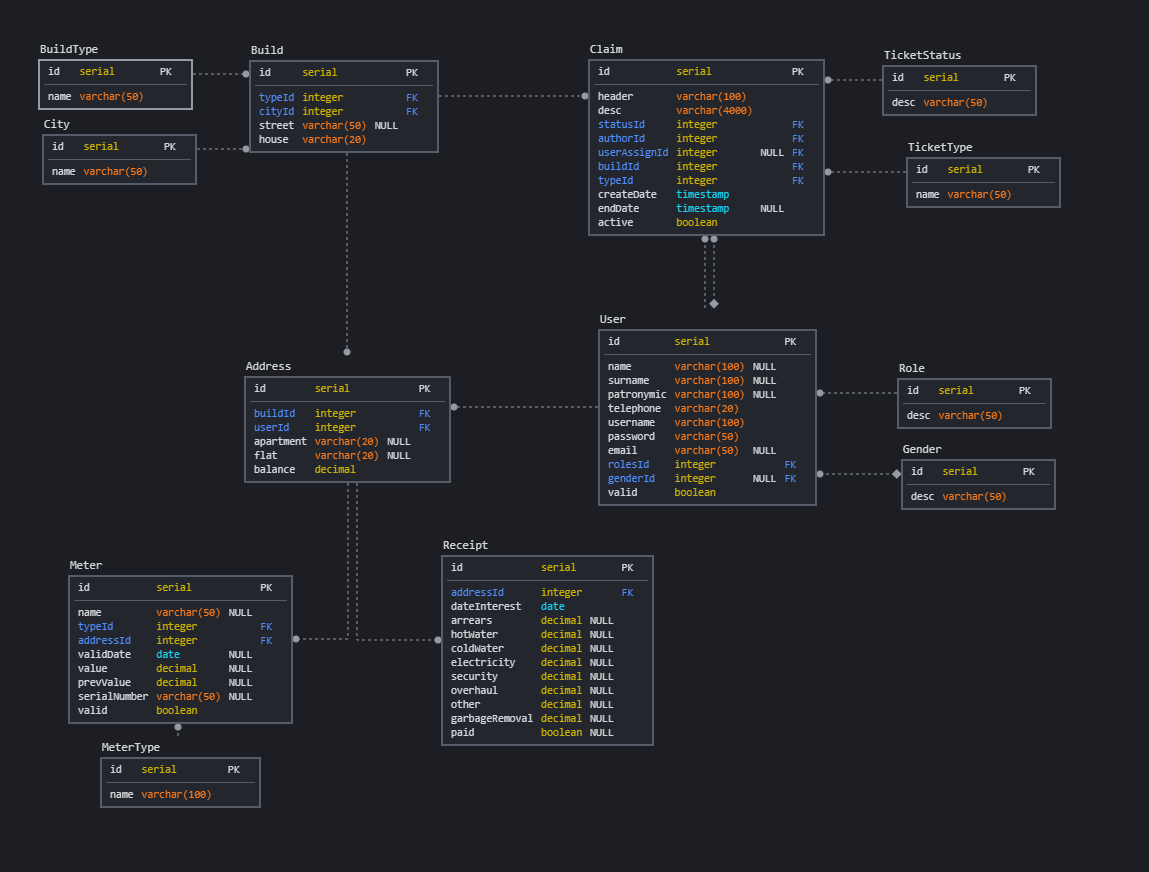 BuildType
id serial PK
name varchar(50)
City
id serial PK
name varchar(50)
Build
id serial PK
typeId integer FK
cityId integer FK
street varchar(50) NULL
house varchar(20)
Claim
id serial PK
header varchar(100)
desc varchar(4000)
statusId integer FK
authorId integer FK
userAssignId integer NULL FK
buildId integer FK
typeId integer FK
createDate timestamp
endDate timestamp NULL
active boolean
TicketStatus
id serial PK
desc varchar(50)
TicketType
id serial PK
name varchar(50)
User
id serial PK
name varchar(100) NULL
surname varchar(100) NULL
patronymic varchar(100) NULL
telephone varchar(20)
username varchar(100)
password varchar(50)
email varchar(50) NULL
rolesId integer FK
genderId integer NULL FK
valid boolean
Role
id serial PK
desc varchar(50)
Gender
id serial PK
desc varchar(50)
Address
id serial PK
buildId integer FK
userId integer FK
apartment varchar(20) NULL
flat varchar(20) NULL
balance decimal
Meter
id serial PK
name varchar(50) NULL
typeId integer FK
addressId integer FK
validDate date NULL
value decimal NULL
prevValue decimal NULL
serialNumber varchar(50) NULL
valid boolean
MeterType
id serial PK
name varchar(100)
Receipt
id serial PK
addressId integer FK
dateInterest date
arrears decimal NULL
hotWater decimal NULL
coldWater decimal NULL
electricity decimal NULL
security decimal NULL
overhaul decimal NULL
other decimal NULL
garbageRemoval decimal NULL
paid boolean NULL